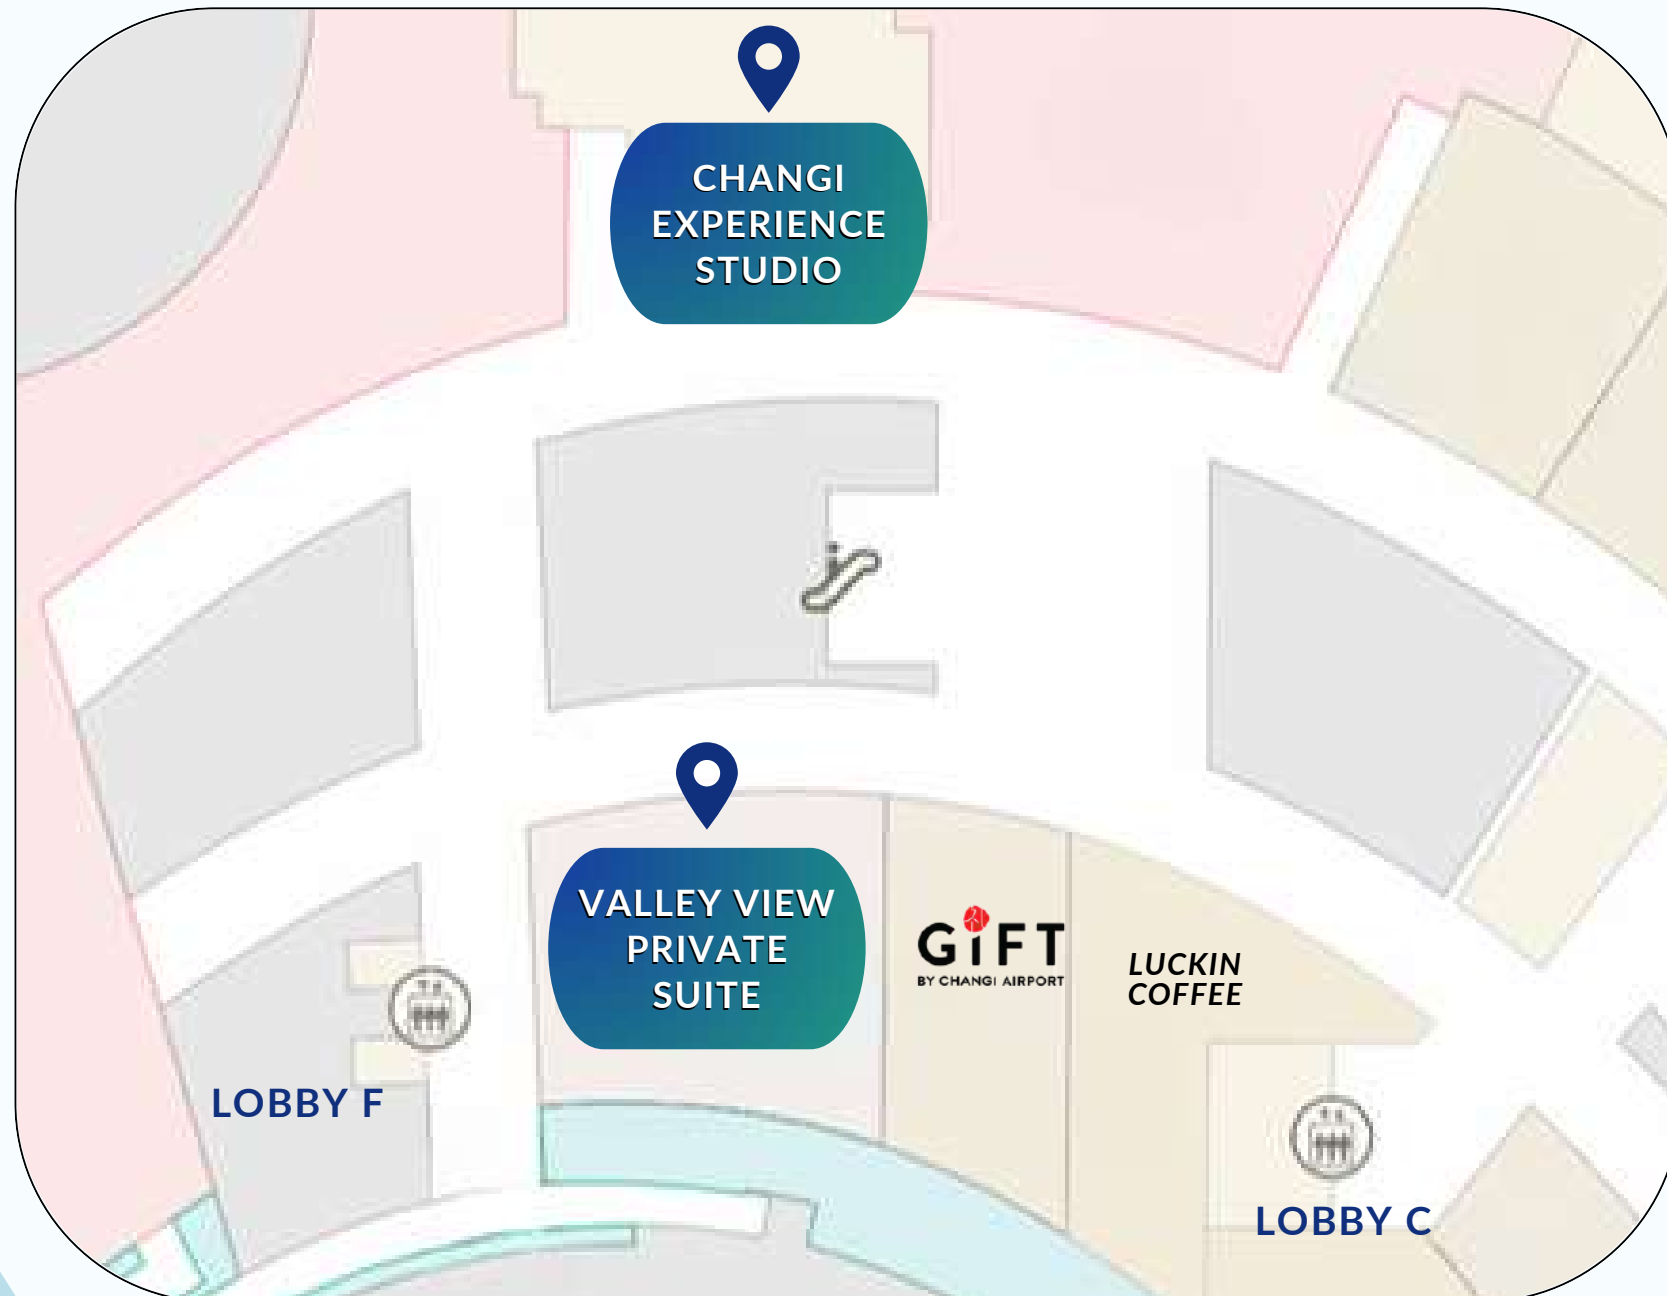 CHANGI
EXPERIENCE
STUDIO
VALLEY VIEW
PRIVATE
SUITE
GiFT
BY CHANGI AIRPORT
LUCKIN
COFFEE
LOBBY F
LOBBY C